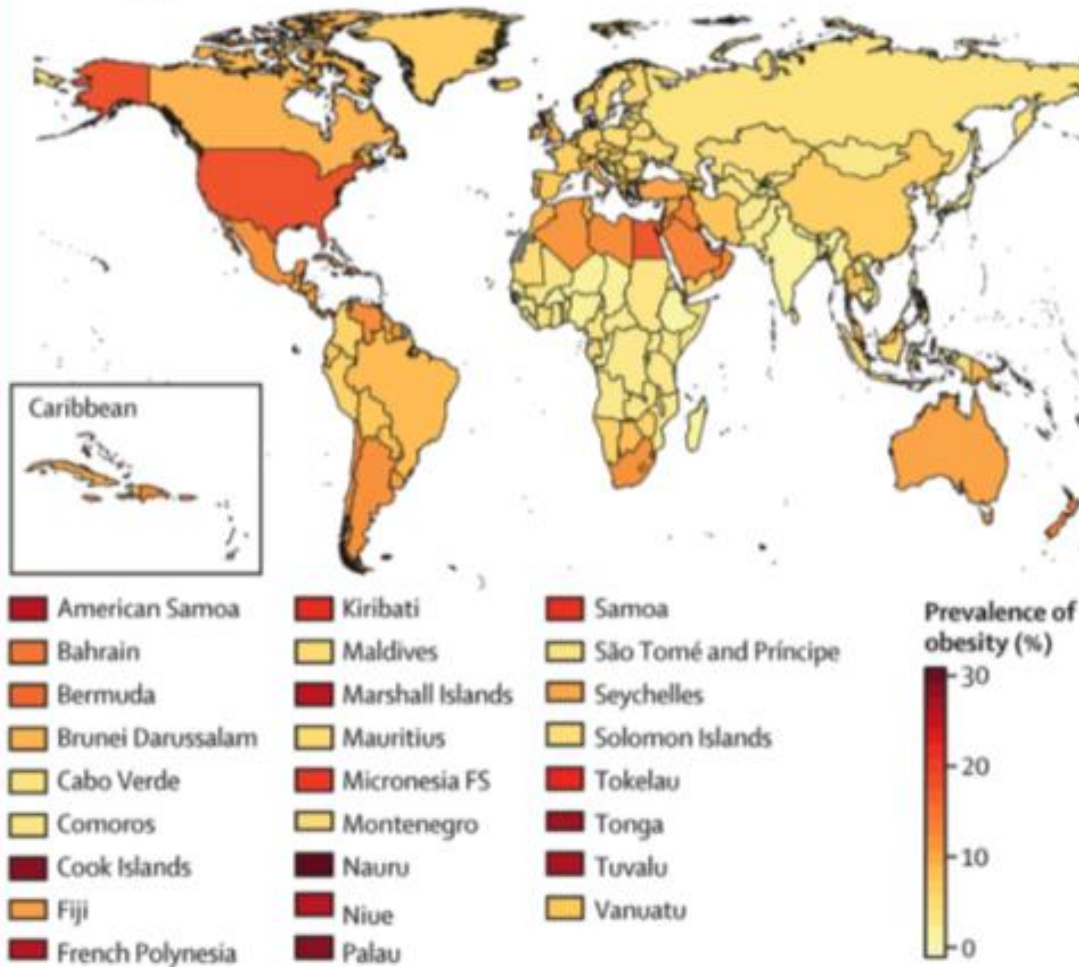 Caribbean
American Samoa
Bahrain
Bermuda
Brunei Darussalam
Cabo Verde
Comoros
Cook Islands
Fiji
French Polynesia
Kiribati
Maldives
Marshall Islands
Mauritius
Micronesia FS
Montenegro
Nauru
Niue
Palau
Samoa
São Tomé and Príncipe
Seychelles
Solomon Islands
Tokelau
Tonga
Tuvalu
Vanuatu
Prevalence of
obesity (%)
30
20
10
0